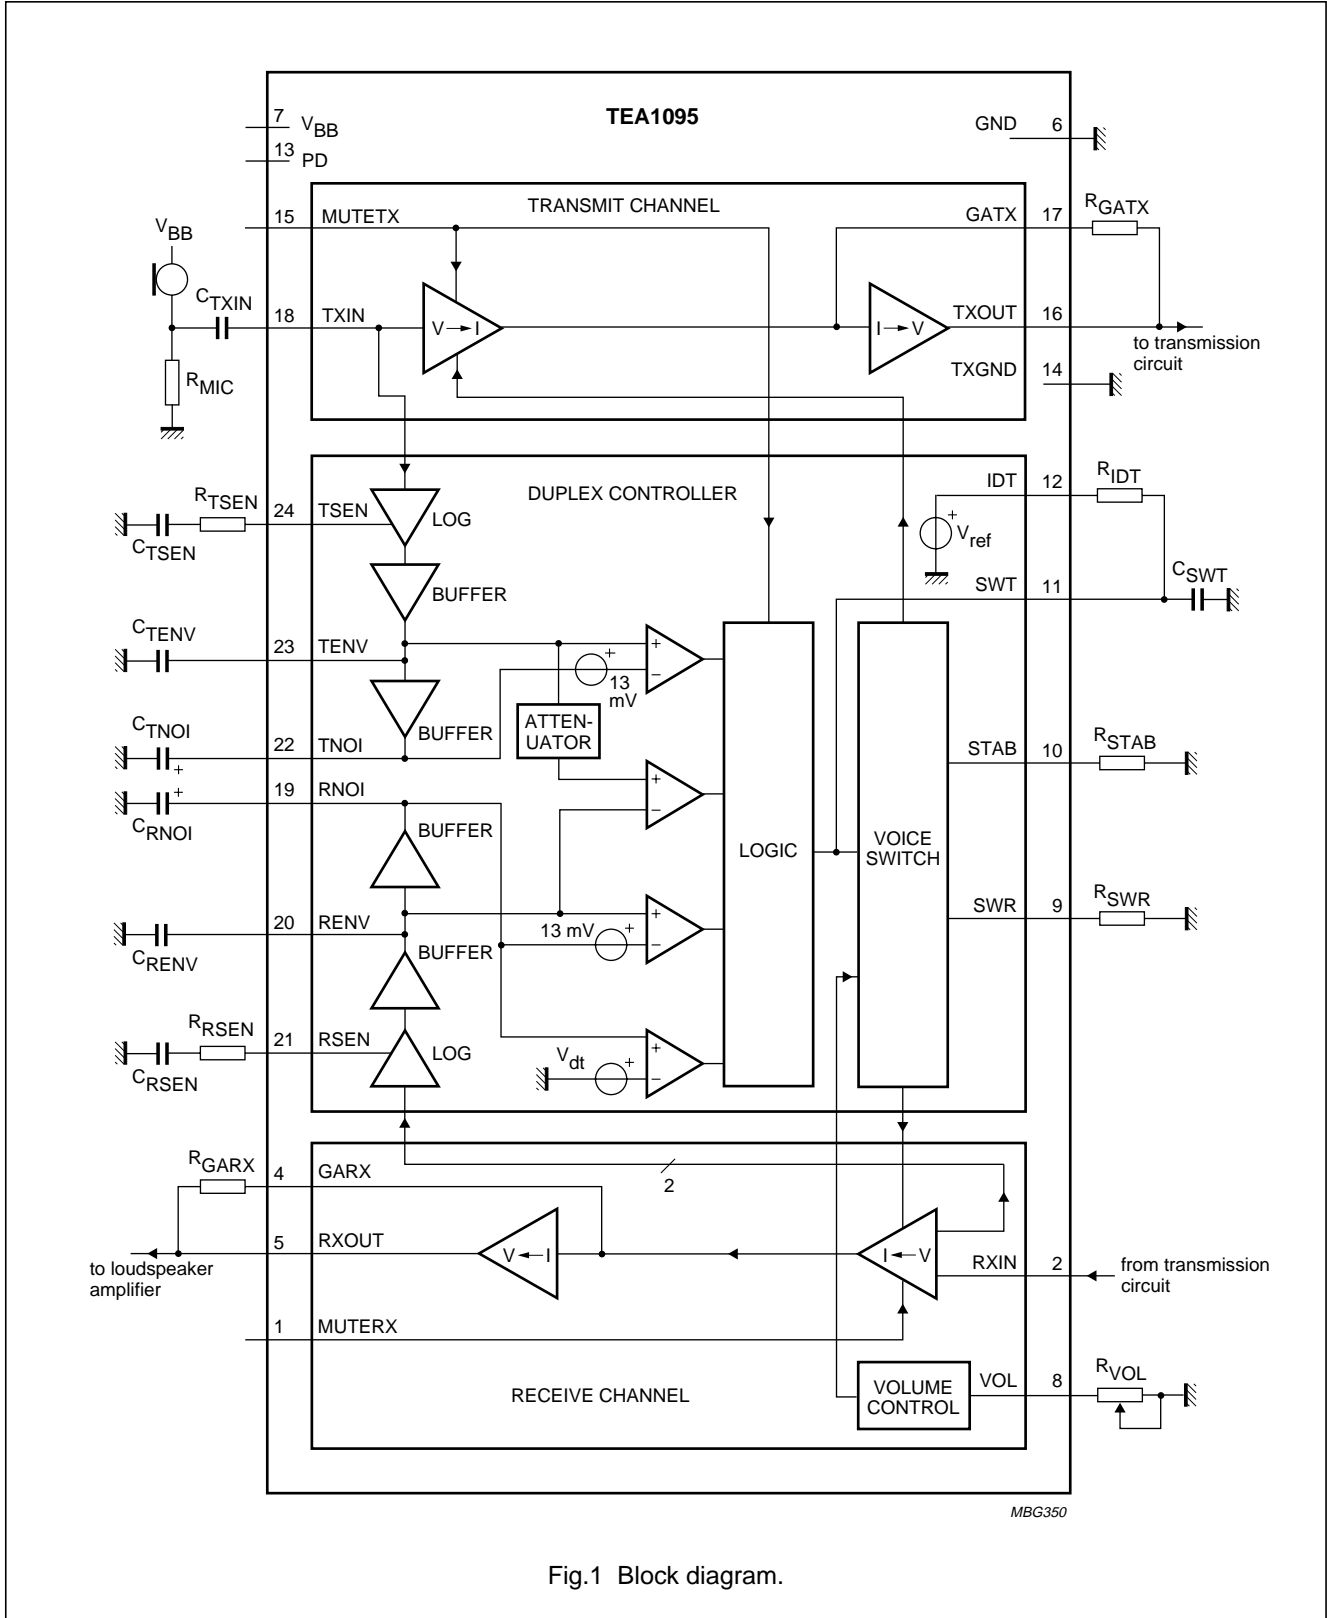 TEA1095
7 VBB
13 PD
GND 6
TRANSMIT CHANNEL
15 MUTETX
GATX 17 RGATX
VBB
CTXIN
18 TXIN
V I
I V
TXOUT 16
to transmission
circuit
TXGND 14
RMIC
DUPLEX CONTROLLER
RTSEN
24 TSEN
LOG
CTSEN
IDT 12 RIDT
+
Vref
BUFFER
SWT 11 CSWT
CTENV
23 TENV
+
+
−
13
mV
ATTEN-
UATOR
BUFFER
CTNOI
22 TNOI
+
STAB 10 RSTAB
+
−
19 RNOI
+
CRNOI
BUFFER
LOGIC
VOICE
SWITCH
SWR 9 RSWR
20 RENV
CRENV
BUFFER
13 mV +
+
−
RRSEN
21 RSEN
LOG
CRSEN
Vdt +
+
−
RGARX
4 GARX
2
5 RXOUT
V I
I V
RXIN 2
from transmission
circuit
to loudspeaker
amplifier
1 MUTERX
RECEIVE CHANNEL
VOLUME
CONTROL
VOL 8 RVOL
MBG350
Fig.1 Block diagram.